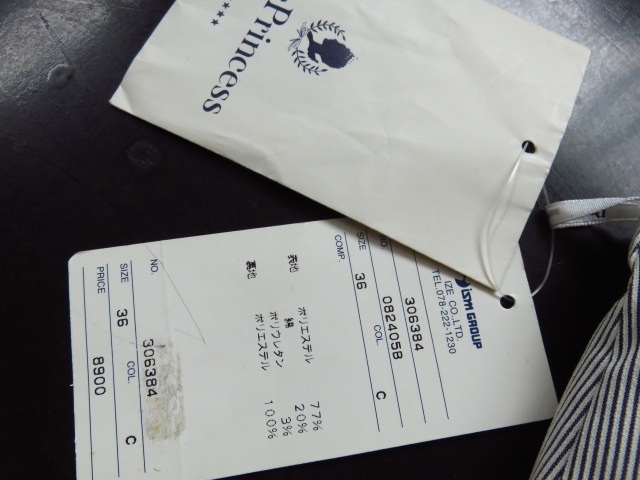 Princess
ism GROUP
IZE CO.,LTD
TEL.078-222-1230
306384
082405B
SIZE 36 COL. C
COMP.
表地 ポリエステル 77%
綿 20%
ポリウレタン 3%
裏地 ポリエステル 100%
NO. 306384
SIZE 36 COL. C
PRICE 8900